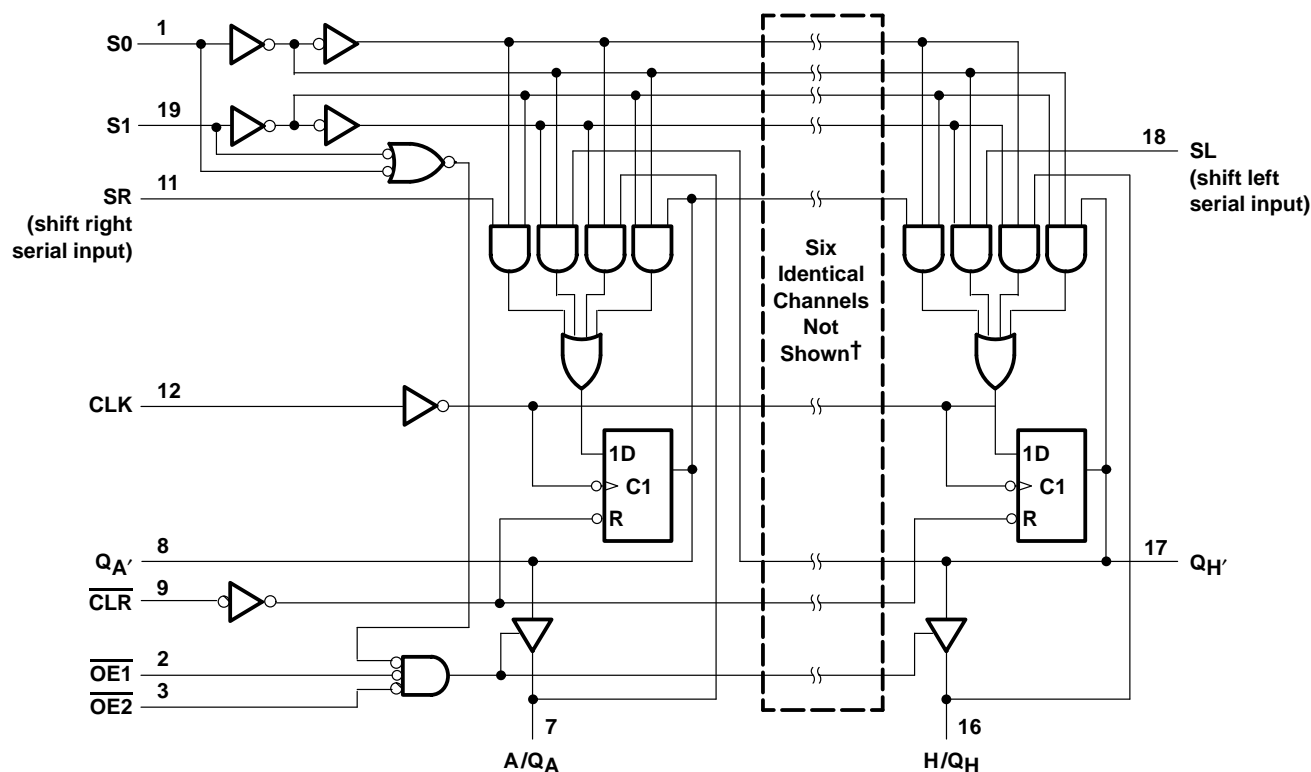 S0 1
S1 19
18 SL
(shift left
serial input)
SR 11
(shift right
serial input)
Six
Identical
Channels
Not
Shown†
CLK 12
1D
C1
R
1D
C1
R
QA′ 8
17 QH′
CLR 9
OE1 2
OE2 3
7
A/QA
16
H/QH